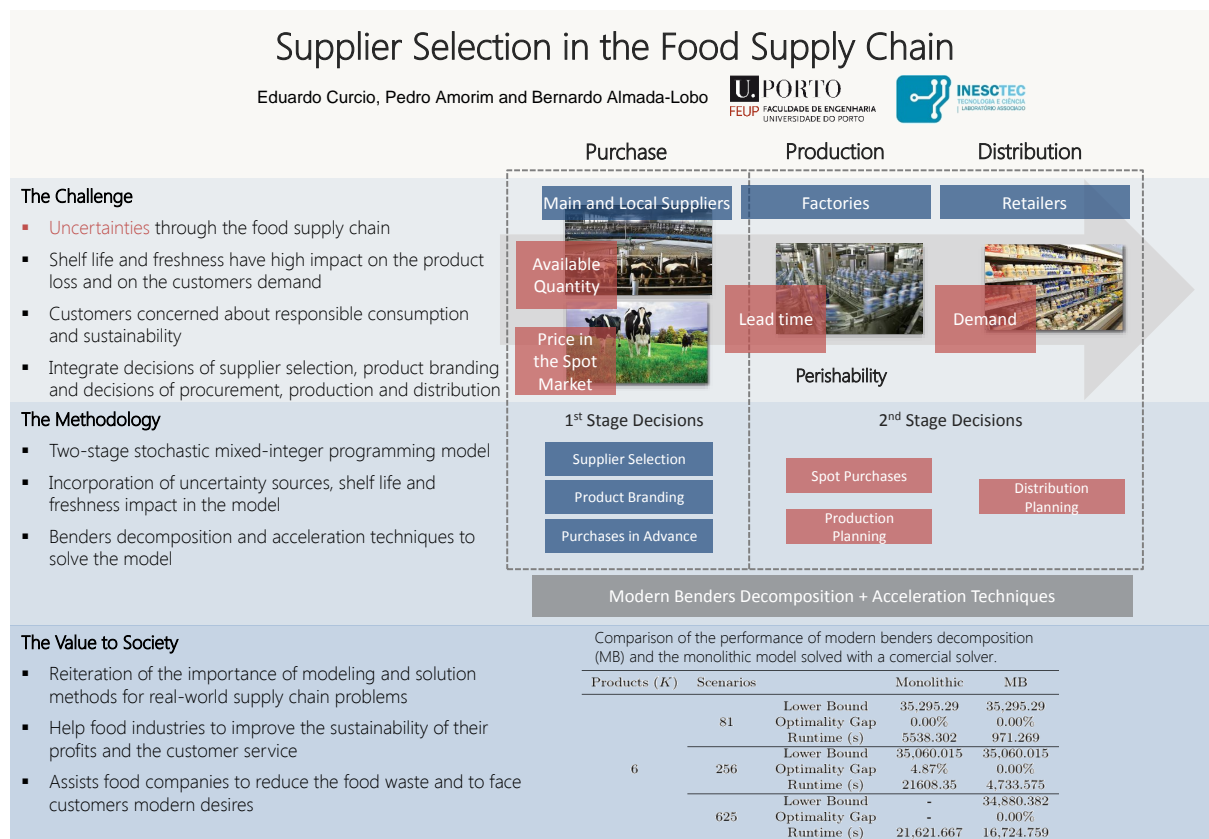 Supplier Selection in the Food Supply Chain
Eduardo Curcio, Pedro Amorim and Bernardo Almada-Lobo
U. PORTO
FEUP FACULDADE DE ENGENHARIA
UNIVERSIDADE DO PORTO
INESCTEC
TECNOLOGIA E CIÊNCIA
LABORATÓRIO ASSOCIADO
Purchase
Production
Distribution
The Challenge
▪ Uncertainties through the food supply chain
▪ Shelf life and freshness have high impact on the product
loss and on the customers demand
▪ Customers concerned about responsible consumption
and sustainability
▪ Integrate decisions of supplier selection, product branding
and decisions of procurement, production and distribution
Main and Local Suppliers
Factories
Retailers
Available
Quantity
Price in
the Spot
Market
Lead time
Demand
Perishability
The Methodology
▪ Two-stage stochastic mixed-integer programming model
▪ Incorporation of uncertainty sources, shelf life and
freshness impact in the model
▪ Benders decomposition and acceleration techniques to
solve the model
1st Stage Decisions
2nd Stage Decisions
Supplier Selection
Product Branding
Purchases in Advance
Spot Purchases
Production
Planning
Distribution
Planning
Modern Benders Decomposition + Acceleration Techniques
The Value to Society
▪ Reiteration of the importance of modeling and solution
methods for real-world supply chain problems
▪ Help food industries to improve the sustainability of their
profits and the customer service
▪ Assists food companies to reduce the food waste and to face
customers modern desires
Comparison of the performance of modern benders decomposition
(MB) and the monolithic model solved with a comercial solver.
Products (K) Scenarios Monolithic MB
Lower Bound 35,295.29 35,295.29
81 Optimality Gap 0.00% 0.00%
Runtime (s) 5538.302 971.269
Lower Bound 35,060.015 35,060.015
6 256 Optimality Gap 4.87% 0.00%
Runtime (s) 21608.35 4,733.575
Lower Bound - 34,880.382
625 Optimality Gap - 0.00%
Runtime (s) 21,621.667 16,724.759